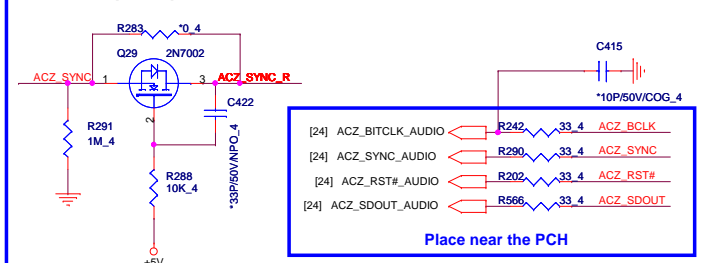 R283 *0_4
Q29 2N7002
ACZ_SYNC 1 3 ACZ_SYNC_R
2
C422
*33P/50V/NPO_4
R291
1M_4
R288
10K_4
+5V
C415
*10P/50V/COG_4
[24] ACZ_BITCLK_AUDIO R242 33_4 ACZ_BCLK
[24] ACZ_SYNC_AUDIO R290 33_4 ACZ_SYNC
[24] ACZ_RST#_AUDIO R202 33_4 ACZ_RST#
[24] ACZ_SDOUT_AUDIO R566 33_4 ACZ_SDOUT
Place near the PCH